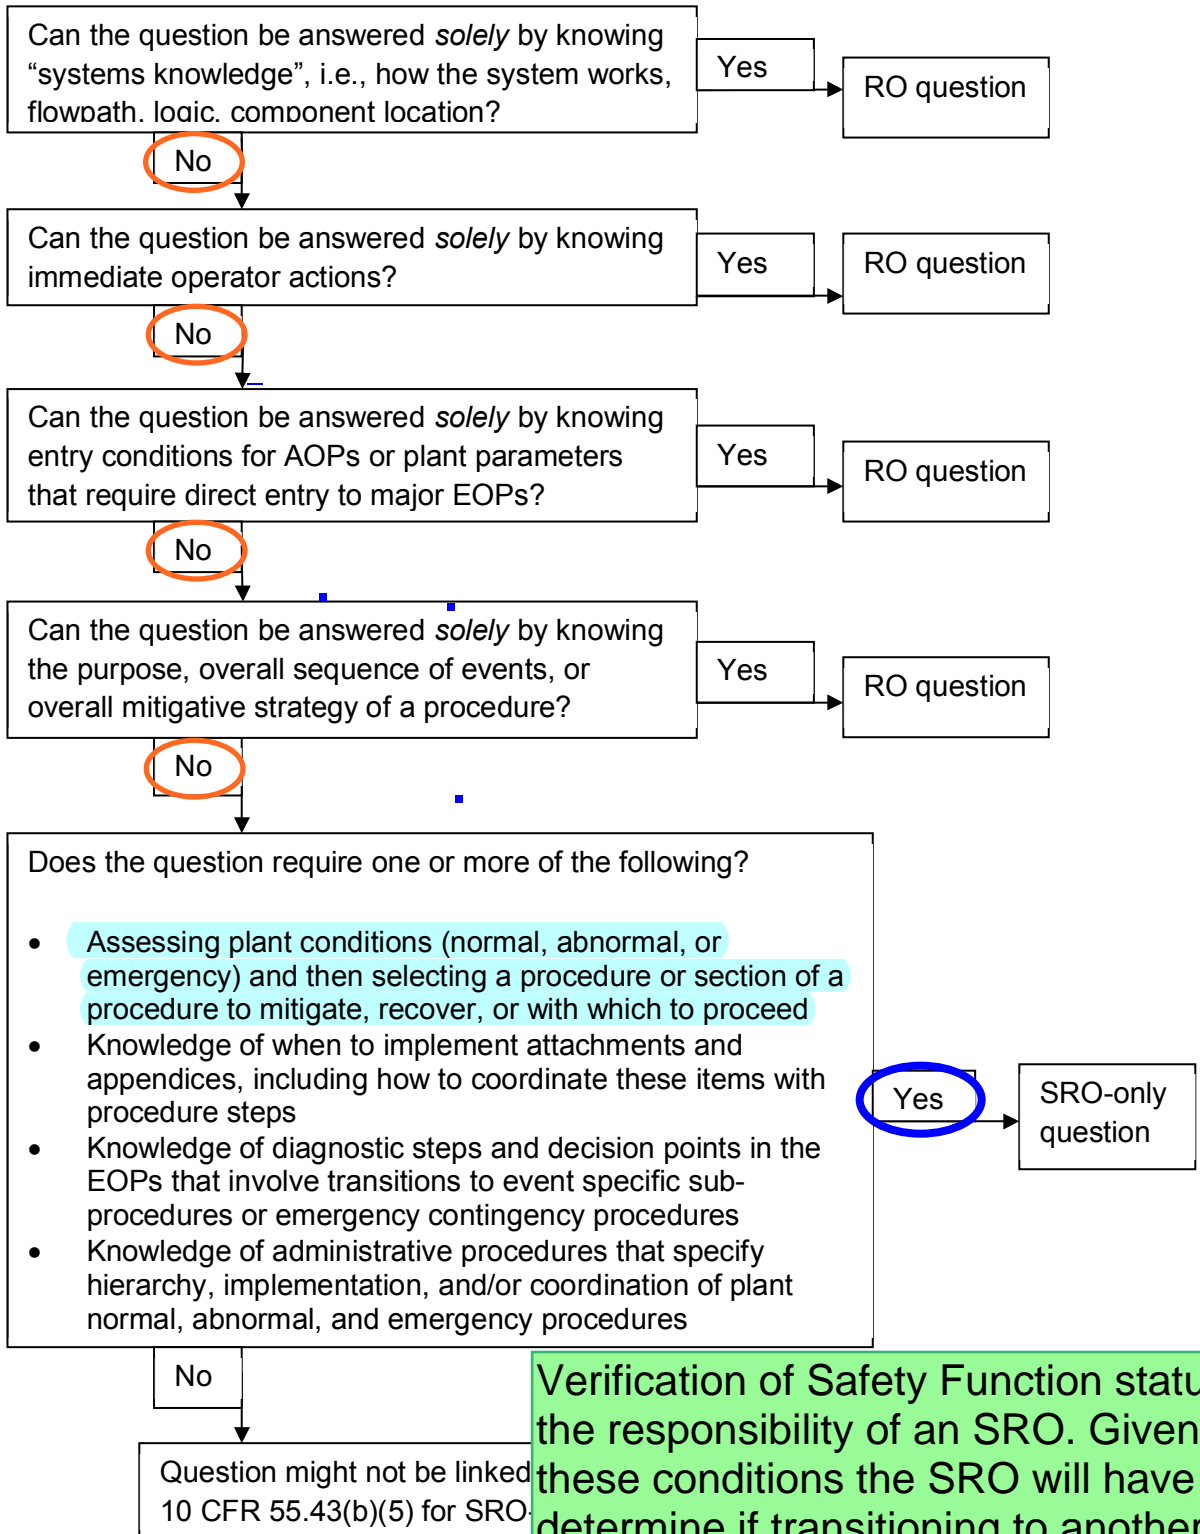 Can the question be answered solely by knowing
“systems knowledge”, i.e., how the system works,
flowpath, logic, component location?
Yes
RO question
No
Can the question be answered solely by knowing
immediate operator actions?
Yes
RO question
No
Can the question be answered solely by knowing
entry conditions for AOPs or plant parameters
that require direct entry to major EOPs?
Yes
RO question
No
Can the question be answered solely by knowing
the purpose, overall sequence of events, or
overall mitigative strategy of a procedure?
Yes
RO question
No
Does the question require one or more of the following?
• Assessing plant conditions (normal, abnormal, or
emergency) and then selecting a procedure or section of a
procedure to mitigate, recover, or with which to proceed
• Knowledge of when to implement attachments and
appendices, including how to coordinate these items with
procedure steps
• Knowledge of diagnostic steps and decision points in the
EOPs that involve transitions to event specific sub-
procedures or emergency contingency procedures
• Knowledge of administrative procedures that specify
hierarchy, implementation, and/or coordination of plant
normal, abnormal, and emergency procedures
Yes
SRO-only
question
No
Question might not be linked
10 CFR 55.43(b)(5) for SRO-
Verification of Safety Function statu
the responsibility of an SRO. Given
these conditions the SRO will have
determine if transitioning to another